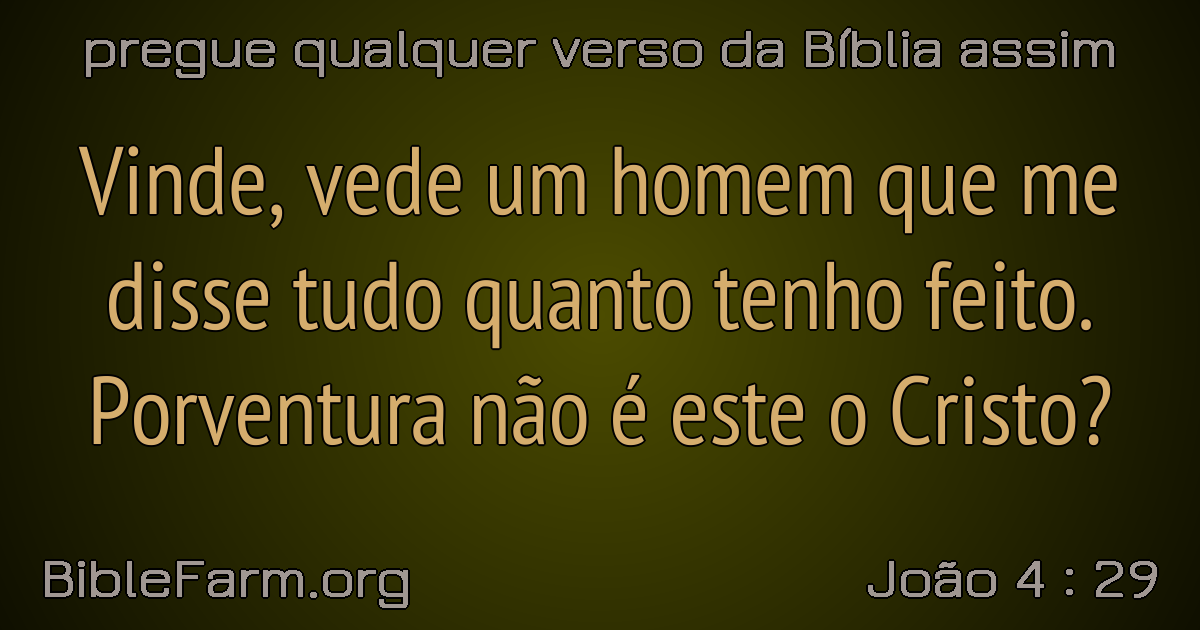 pregue qualquer verso da Bíblia assim
Vinde, vede um homem que me
disse tudo quanto tenho feito.
Porventura não é este o Cristo?
BibleFarm.org
João 4 : 29